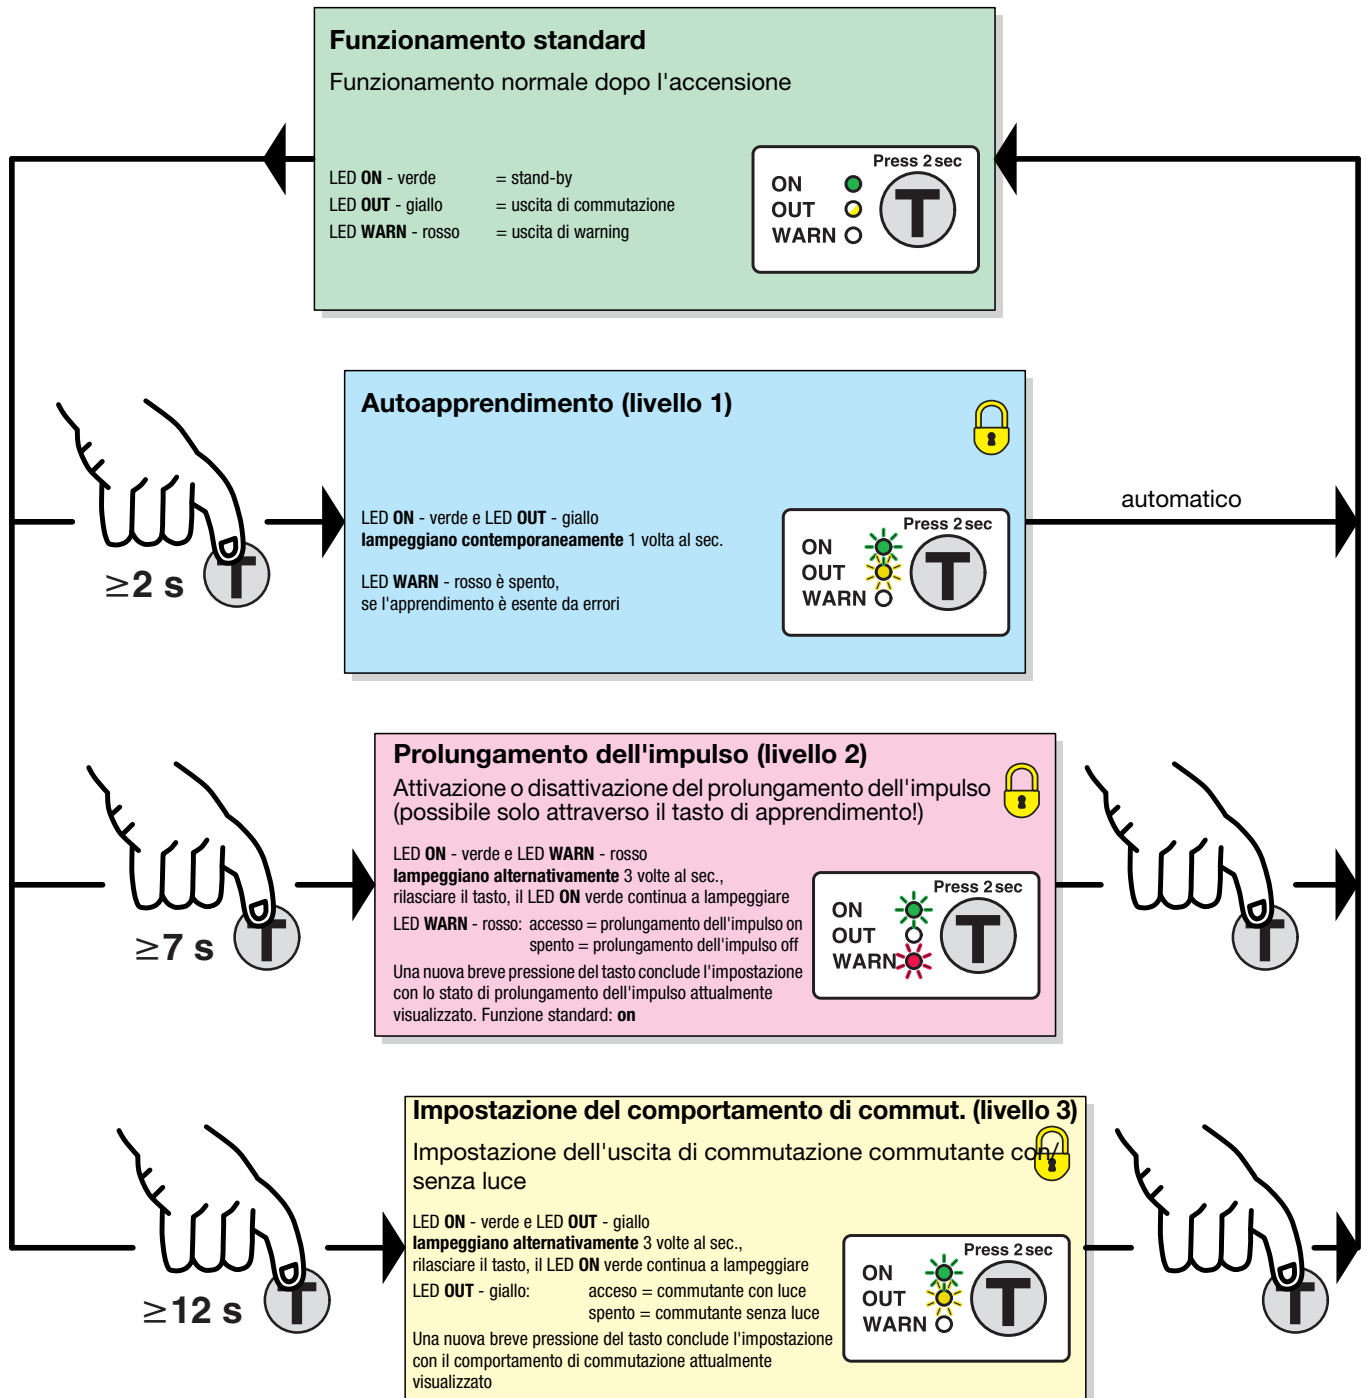 Funzionamento standard
Funzionamento normale dopo l'accensione
LED ON - verde = stand-by
LED OUT - giallo = uscita di commutazione
LED WARN - rosso = uscita di warning
Press 2 sec
ON
OUT
WARN
T
Autoapprendimento (livello 1)
LED ON - verde e LED OUT - giallo
lampeggiano contemporaneamente 1 volta al sec.
LED WARN - rosso è spento,
se l'apprendimento è esente da errori
Press 2 sec
ON
OUT
WARN
T
≥2 s
T
automatico
Prolungamento dell'impulso (livello 2)
Attivazione o disattivazione del prolungamento dell'impulso
(possibile solo attraverso il tasto di apprendimento!)
LED ON - verde e LED WARN - rosso
lampeggiano alternativamente 3 volte al sec.,
rilasciare il tasto, il LED ON verde continua a lampeggiare
LED WARN - rosso: accesso = prolungamento dell'impulso on
spento = prolungamento dell'impulso off
Una nuova breve pressione del tasto conclude l'impostazione
con lo stato di prolungamento dell'impulso attualmente
visualizzato. Funzione standard: on
Press 2 sec
ON
OUT
WARN
T
≥7 s
T
T
Impostazione del comportamento di commut. (livello 3)
Impostazione dell'uscita di commutazione commutante con/
senza luce
LED ON - verde e LED OUT - giallo
lampeggiano alternativamente 3 volte al sec.,
rilasciare il tasto, il LED ON verde continua a lampeggiare
LED OUT - giallo: acceso = commutante con luce
spento = commutante senza luce
Una nuova breve pressione del tasto conclude l'impostazione
con il comportamento di commutazione attualmente
visualizzato
Press 2 sec
ON
OUT
WARN
T
≥12 s
T
T